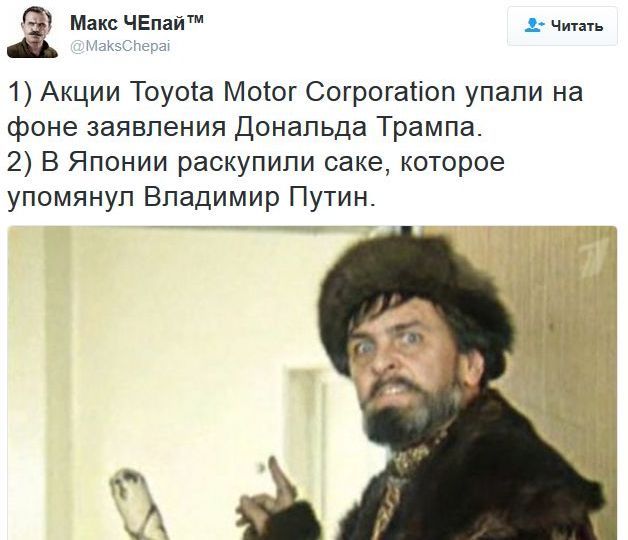 Макс ЧЕпай™
@MaksChepai
Читать
1) Акции Toyota Motor Corporation упали на
фоне заявления Дональда Трампа.
2) В Японии раскупили саке, которое
упомянул Владимир Путин.